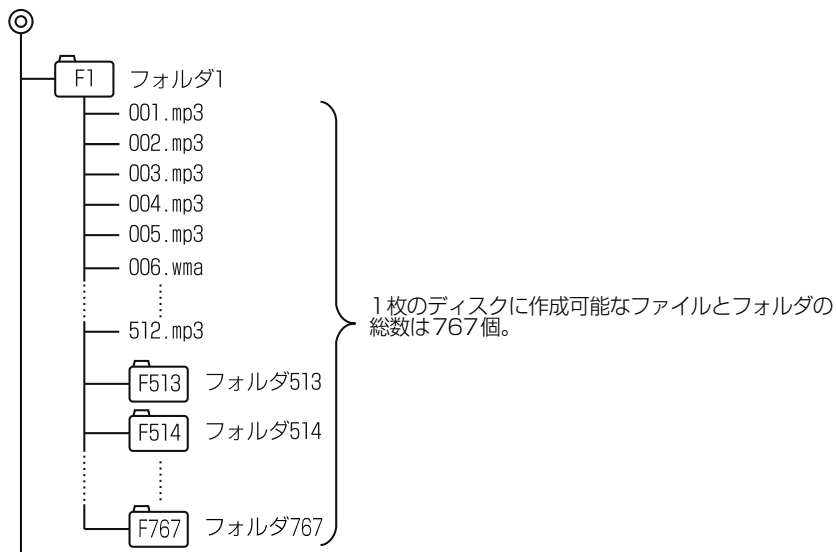 F1 フォルダ1
001.mp3
002.mp3
003.mp3
004.mp3
005.mp3
006.wma
512.mp3
F513 フォルダ513
F514 フォルダ514
F767 フォルダ767
1枚のディスクに作成可能なファイルとフォルダの
総数は767個。